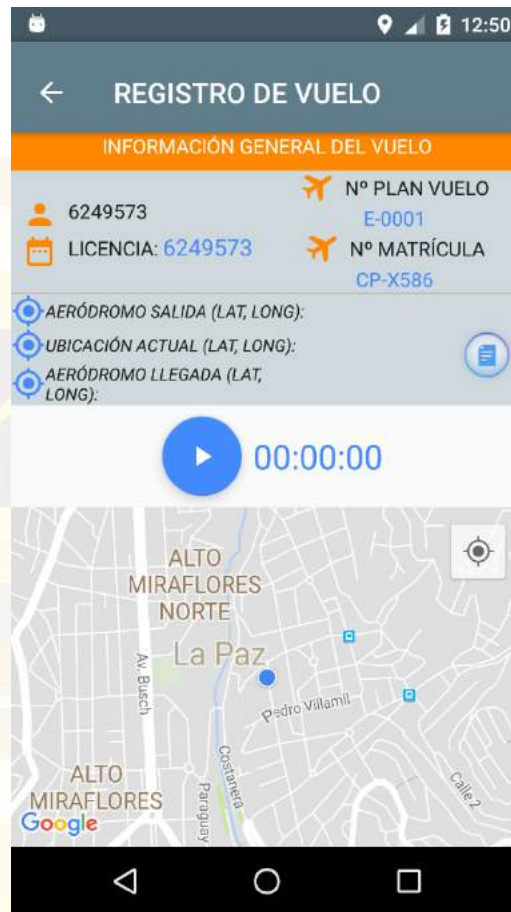 12:50
REGISTRO DE VUELO
INFORMACIÓN GENERAL DEL VUELO
6249573
LICENCIA: 6249573
Nº PLAN VUELO
E-0001
Nº MATRÍCULA
CP-X586
AERÓDROMO SALIDA (LAT, LONG):
UBICACIÓN ACTUAL (LAT, LONG):
AERÓDROMO LLEGADA (LAT,
LONG):
00:00:00
ALTO
MIRAFLORES
NORTE
La Paz
Av. Busch
Pedro Villamil
Costanera
ALTO
MIRAFLORES
Paraguay
Calle 2
Google